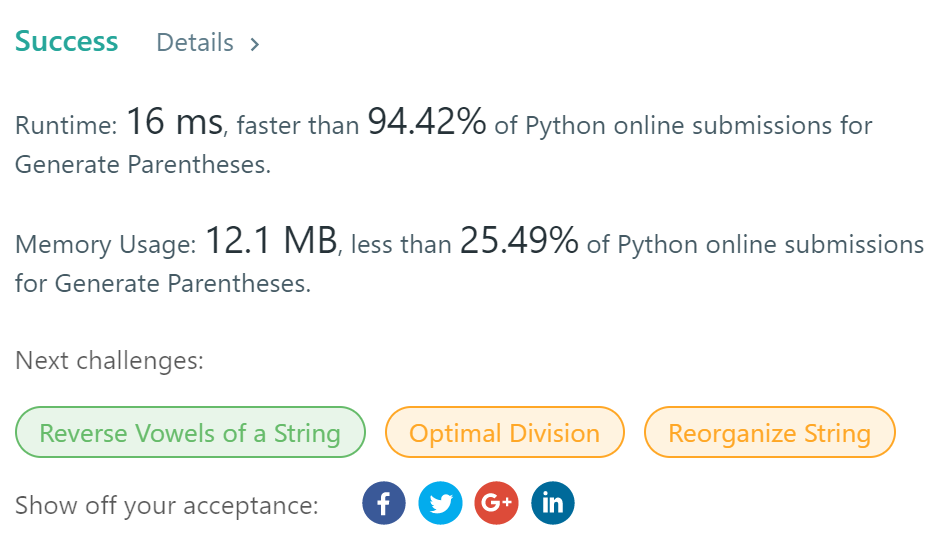 Success Details >
Runtime: 16 ms, faster than 94.42% of Python online submissions for
Generate Parentheses.
Memory Usage: 12.1 MB, less than 25.49% of Python online submissions
for Generate Parentheses.
Next challenges:
Reverse Vowels of a String Optimal Division Reorganize String
Show off your acceptance: f G+ in